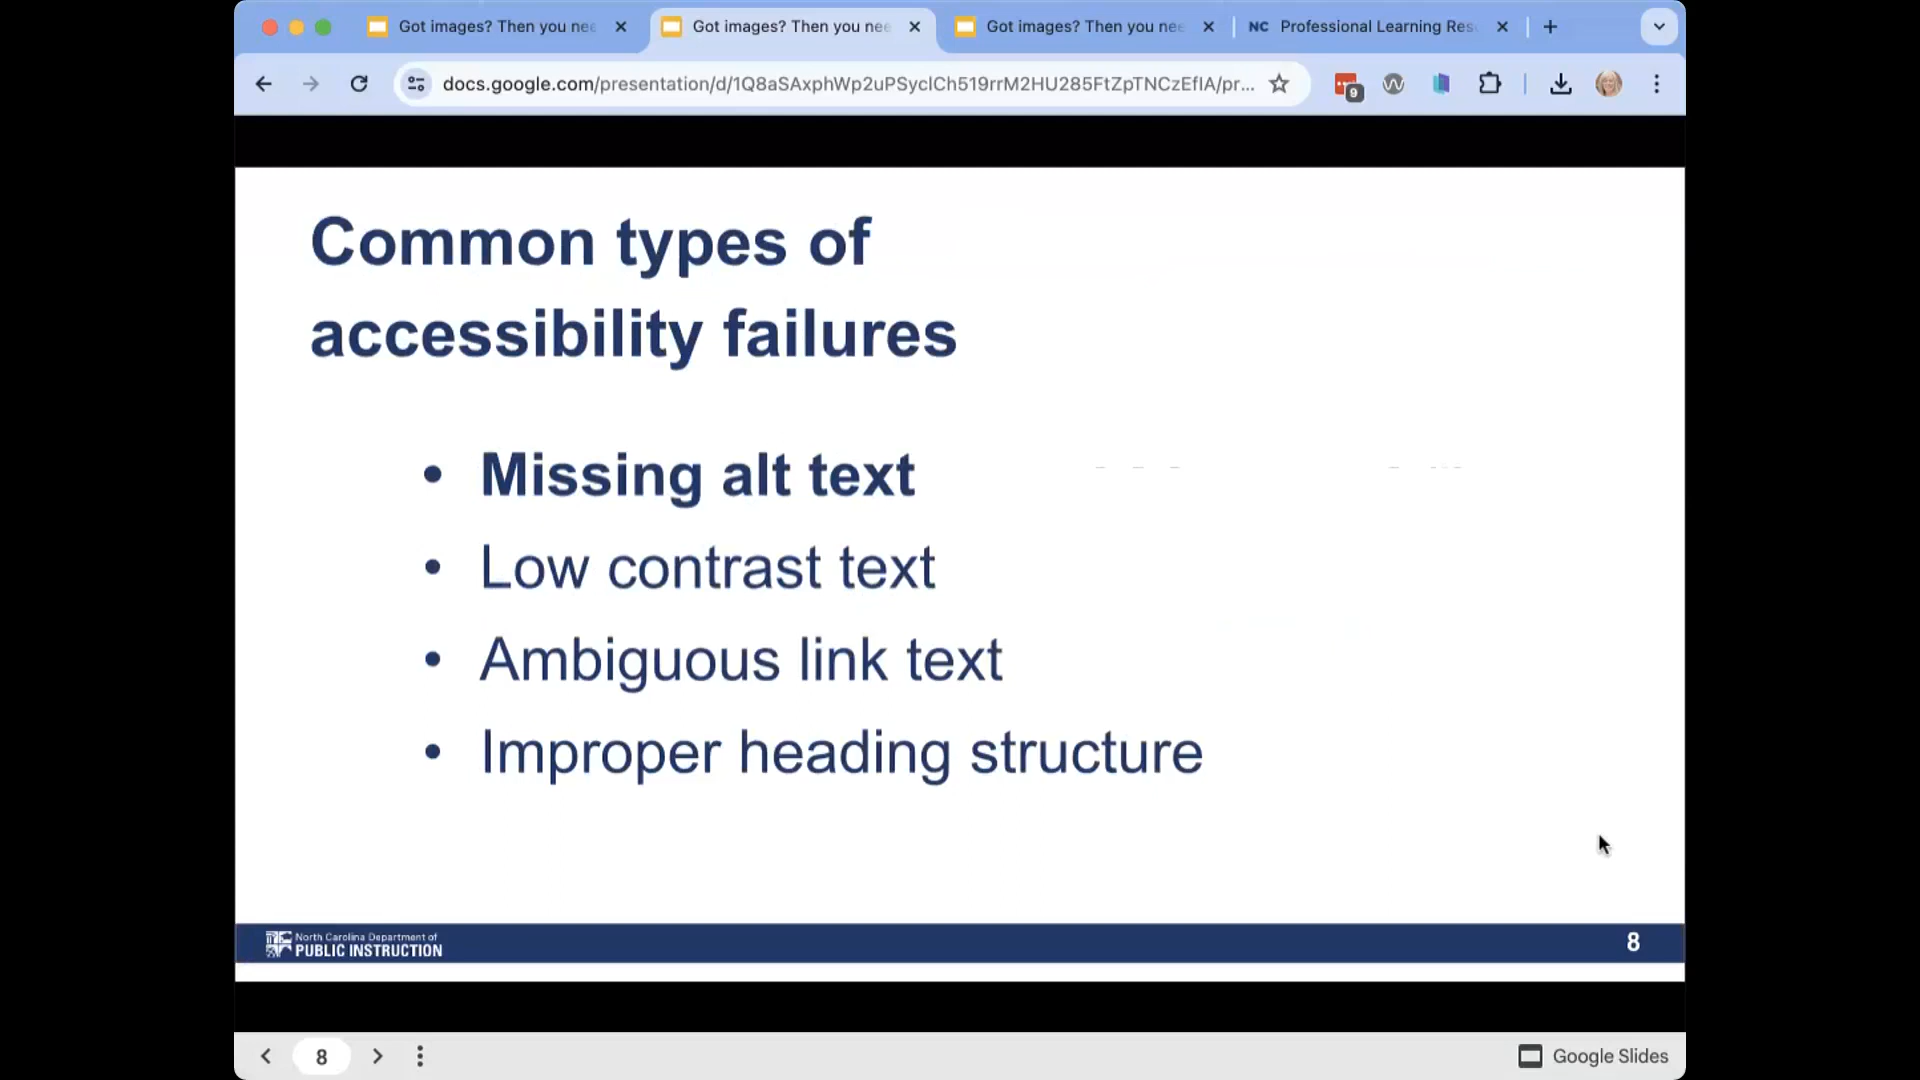 Got images? Then you nee
Got images? Then you nee
Got images? Then you nee
NC Professional Learning Res
docs.google.com/presentation/d/1Q8aSAxphWp2uPSyclCh519rrM2HU285FtZpTNCzEfIA/pr...
9
Common types of
accessibility failures
• Missing alt text
• Low contrast text
• Ambiguous link text
• Improper heading structure
North Carolina Department of
PUBLIC INSTRUCTION
8
8
Google Slides